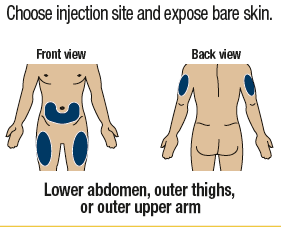 Choose injection site and expose bare skin.
Front view
Back view
Lower abdomen, outer thighs,
or outer upper arm